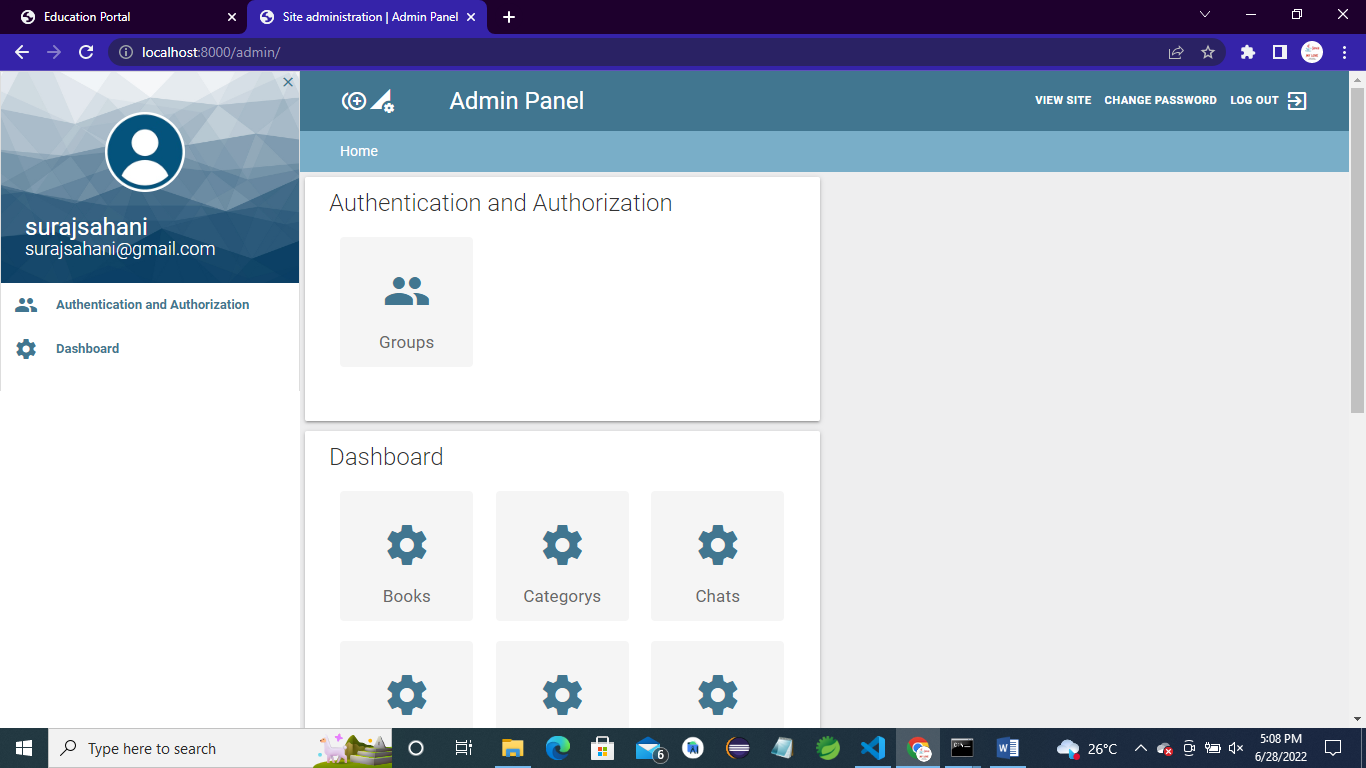 Education Portal
Site administration | Admin Panel
localhost:8000/admin/
Admin Panel
VIEW SITE CHANGE PASSWORD LOG OUT
Home
surajsahani
surajsahani@gmail.com
Authentication and Authorization
Dashboard
Authentication and Authorization
Groups
Dashboard
Books Categorys Chats
Type here to search
6
26°C
5:08 PM
6/28/2022